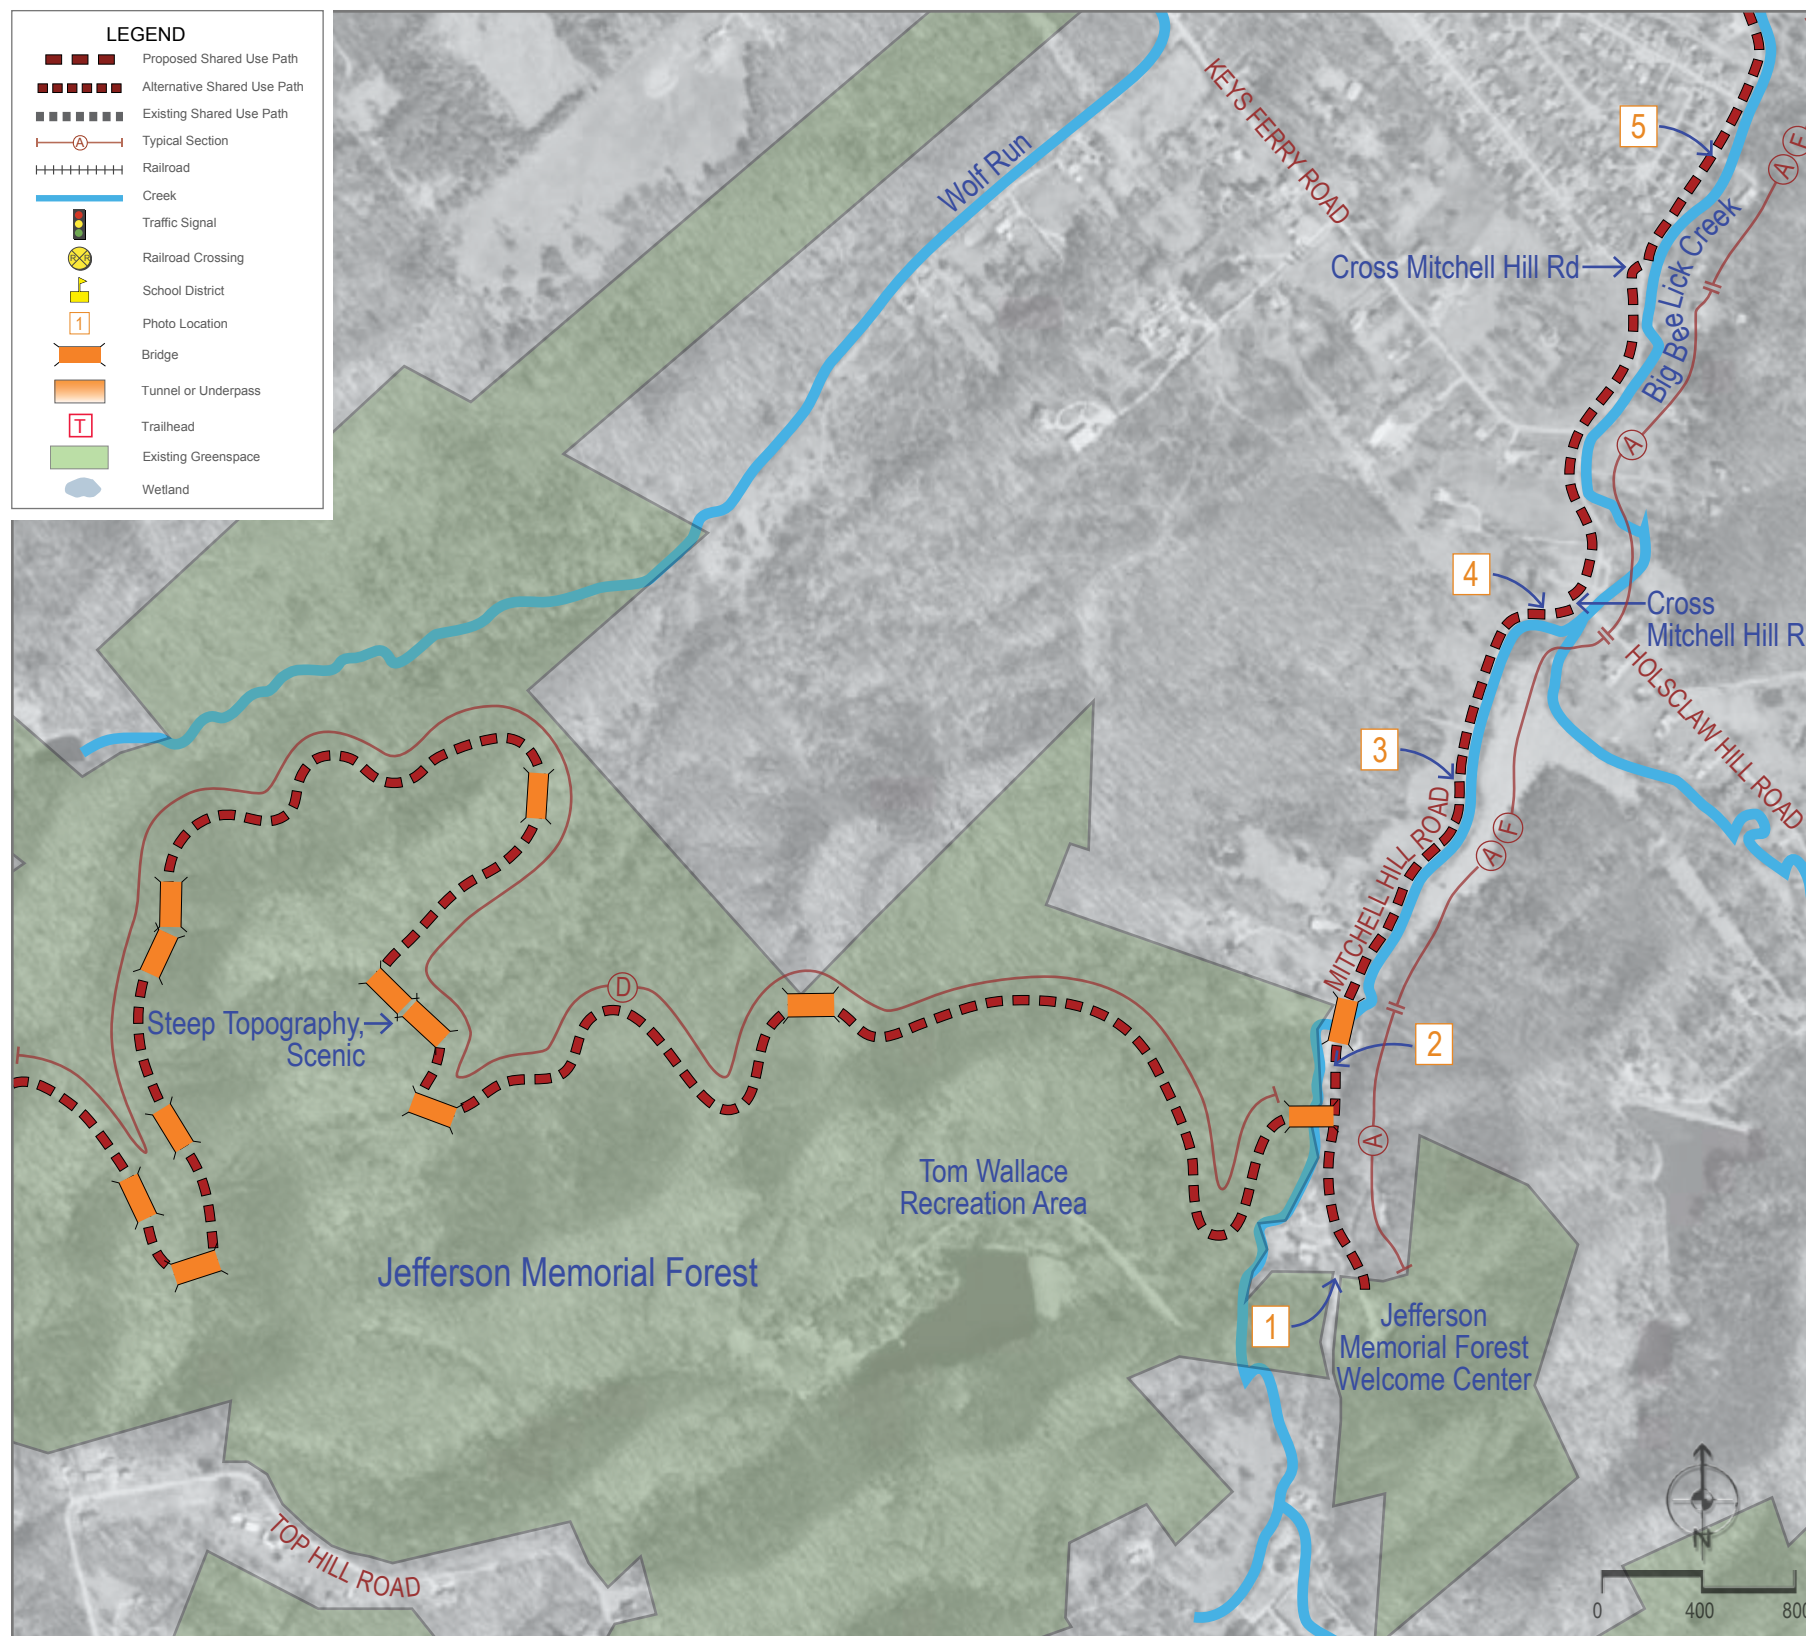 LEGEND
Proposed Shared Use Path
Alternative Shared Use Path
Existing Shared Use Path
A
Typical Section
Railroad
Creek
Traffic Signal
R R
Railroad Crossing
School District
1
Photo Location
Bridge
Tunnel or Underpass
T
Trailhead
Existing Greenspace
Wetland
Wolf Run
KEYS FERRY ROAD
5
F
A
Cross Mitchell Hill Rd
Big Bee Lick Creek
A
4
Cross
Mitchell Hill R
HOLSCLAW HILL ROAD
3
MITCHELL HILL ROAD
F
A
D
Steep Topography,
Scenic
2
A
Tom Wallace
Recreation Area
Jefferson Memorial Forest
1
Jefferson
Memorial Forest
Welcome Center
TOP HILL ROAD
N
0 400 800